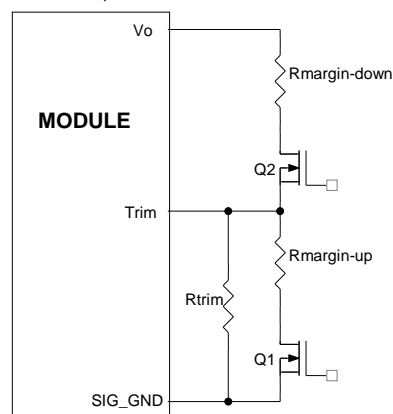 Vo
Rmargin-down
MODULE
Q2
Trim
Rmargin-up
Rtrim
Q1
SIG_GND